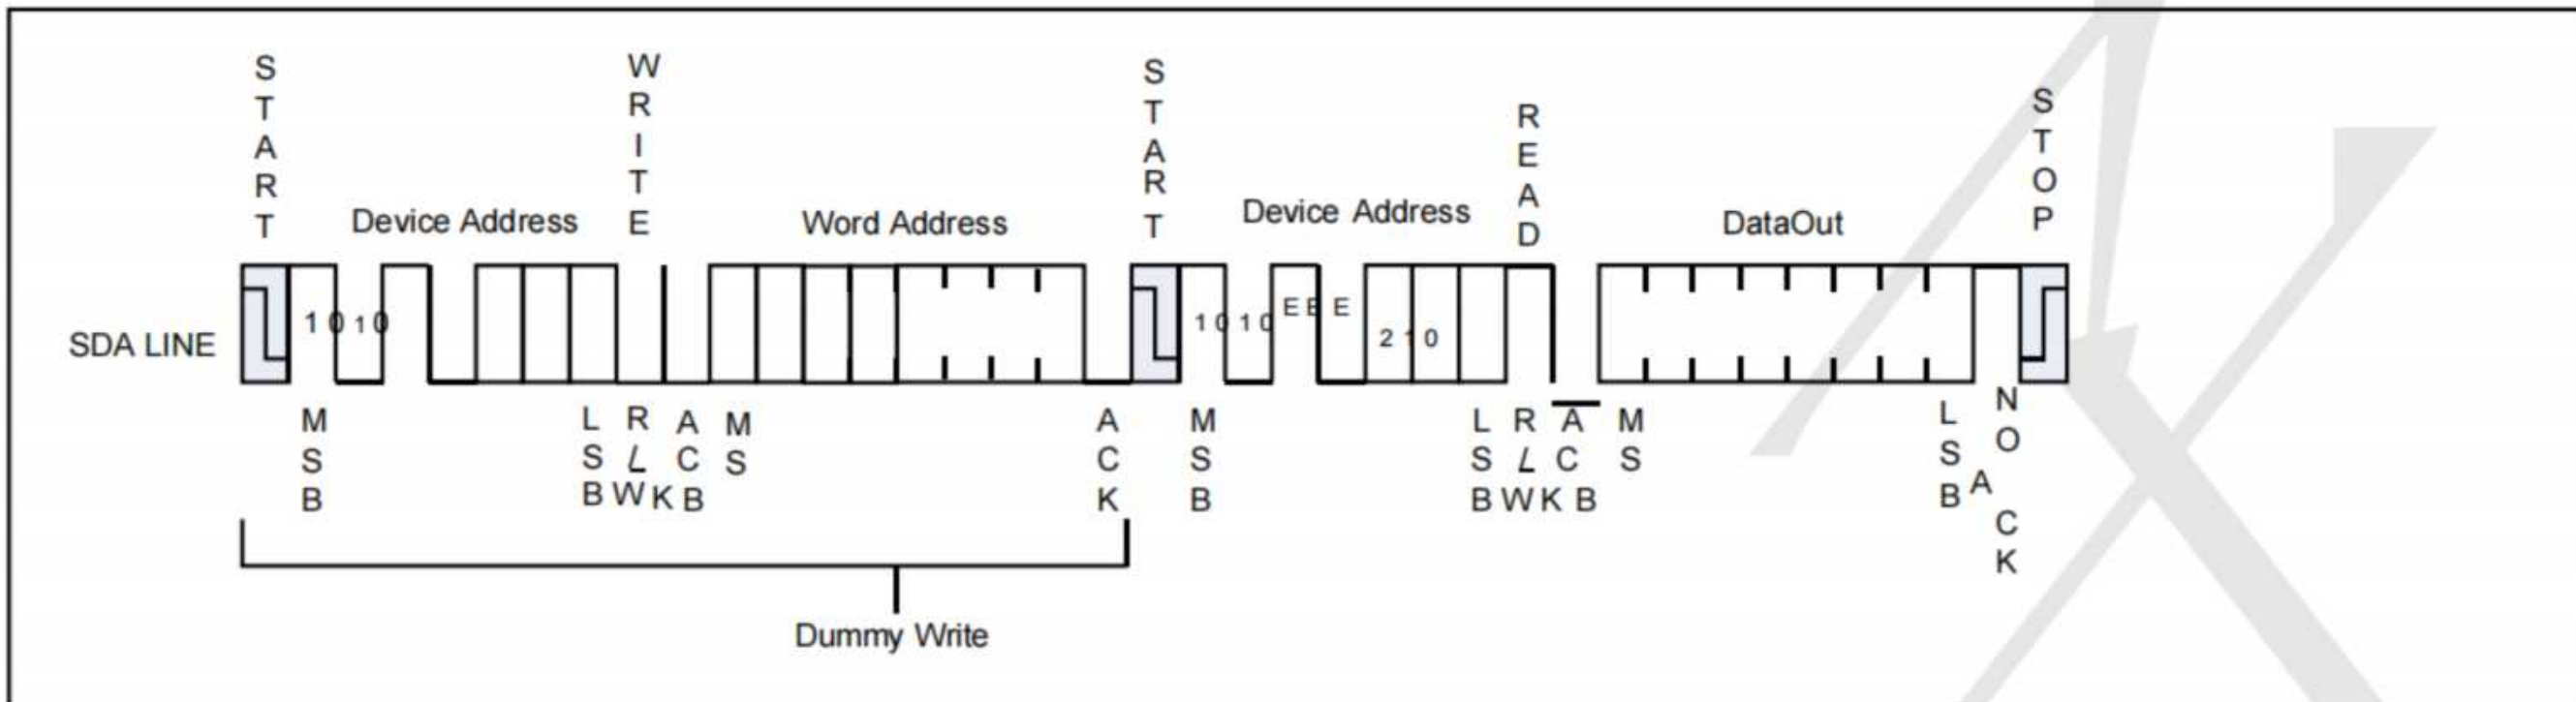 START
WRITE
START
READ
STOP
Device Address
Word Address
Device Address
DataOut
SDA LINE
1 0 1 0
1 0 1 0
E E E
2 1 0
MSB
LSB
R/W
ACK
MSB
ACK
MSB
LSB
R/W
ACK
MSB
LSB
NO ACK
Dummy Write